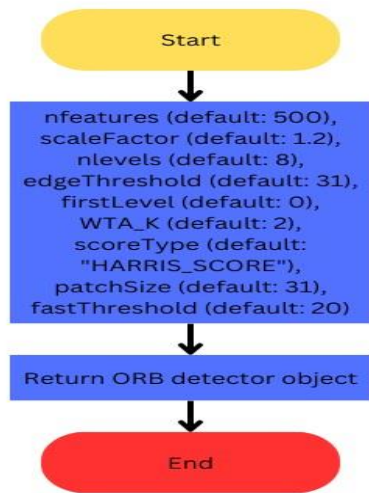 Start
nfeatures (default: 500),
scaleFactor (default: 1.2),
nlevels (default: 8),
edgeThreshold (default: 31),
firstLevel (default: 0),
WTA_K (default: 2),
scoreType (default:
"HARRIS_SCORE"),
patchSize (default: 31),
fastThreshold (default: 20)
Return ORB detector object
End